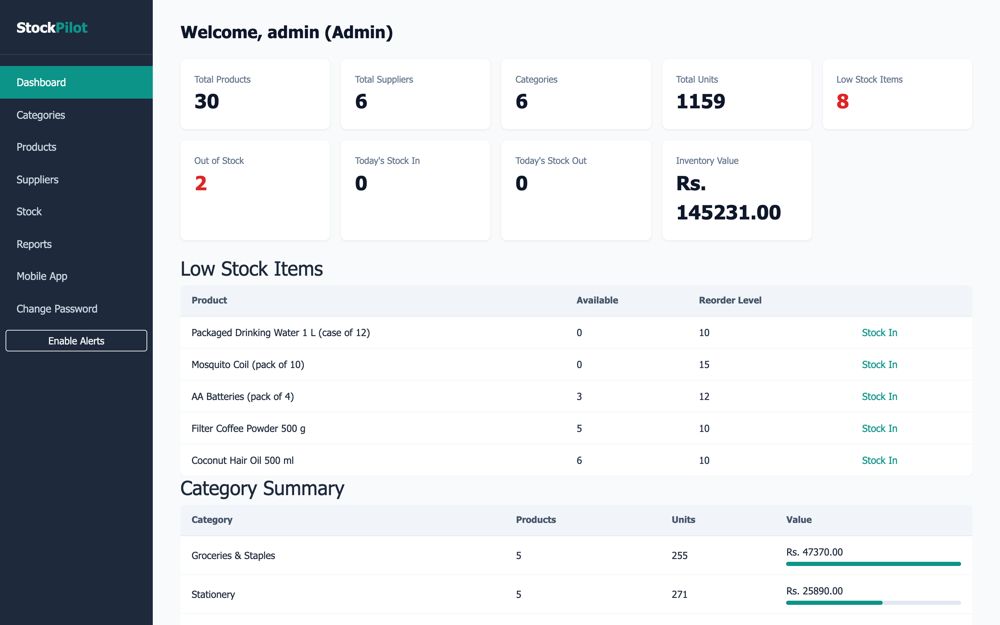 StockPilot
Dashboard
Categories
Products
Suppliers
Stock
Reports
Mobile App
Change Password
Enable Alerts
Welcome, admin (Admin)
Total Products
30
Total Suppliers
6
Categories
6
Total Units
1159
Low Stock Items
8
Out of Stock
2
Today's Stock In
0
Today's Stock Out
0
Inventory Value
Rs.
145231.00
Low Stock Items
Product Available Reorder Level
Packaged Drinking Water 1 L (case of 12) 0 10 Stock In
Mosquito Coil (pack of 10) 0 15 Stock In
AA Batteries (pack of 4) 3 12 Stock In
Filter Coffee Powder 500 g 5 10 Stock In
Coconut Hair Oil 500 ml 6 10 Stock In
Category Summary
Category Products Units Value
Groceries & Staples 5 255 Rs. 47370.00
Stationery 5 271 Rs. 25890.00